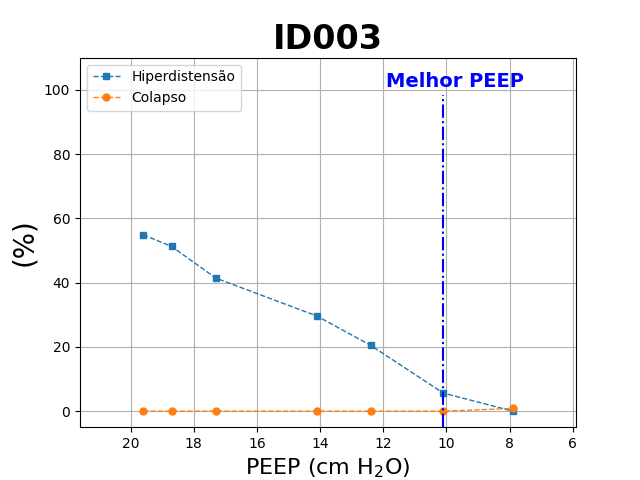 ID003
Hiperdistensão
Colapso
Melhor PEEP
100
80
60
40
20
0
(%)
20 18 16 14 12 10 8 6
PEEP (cm H₂O)